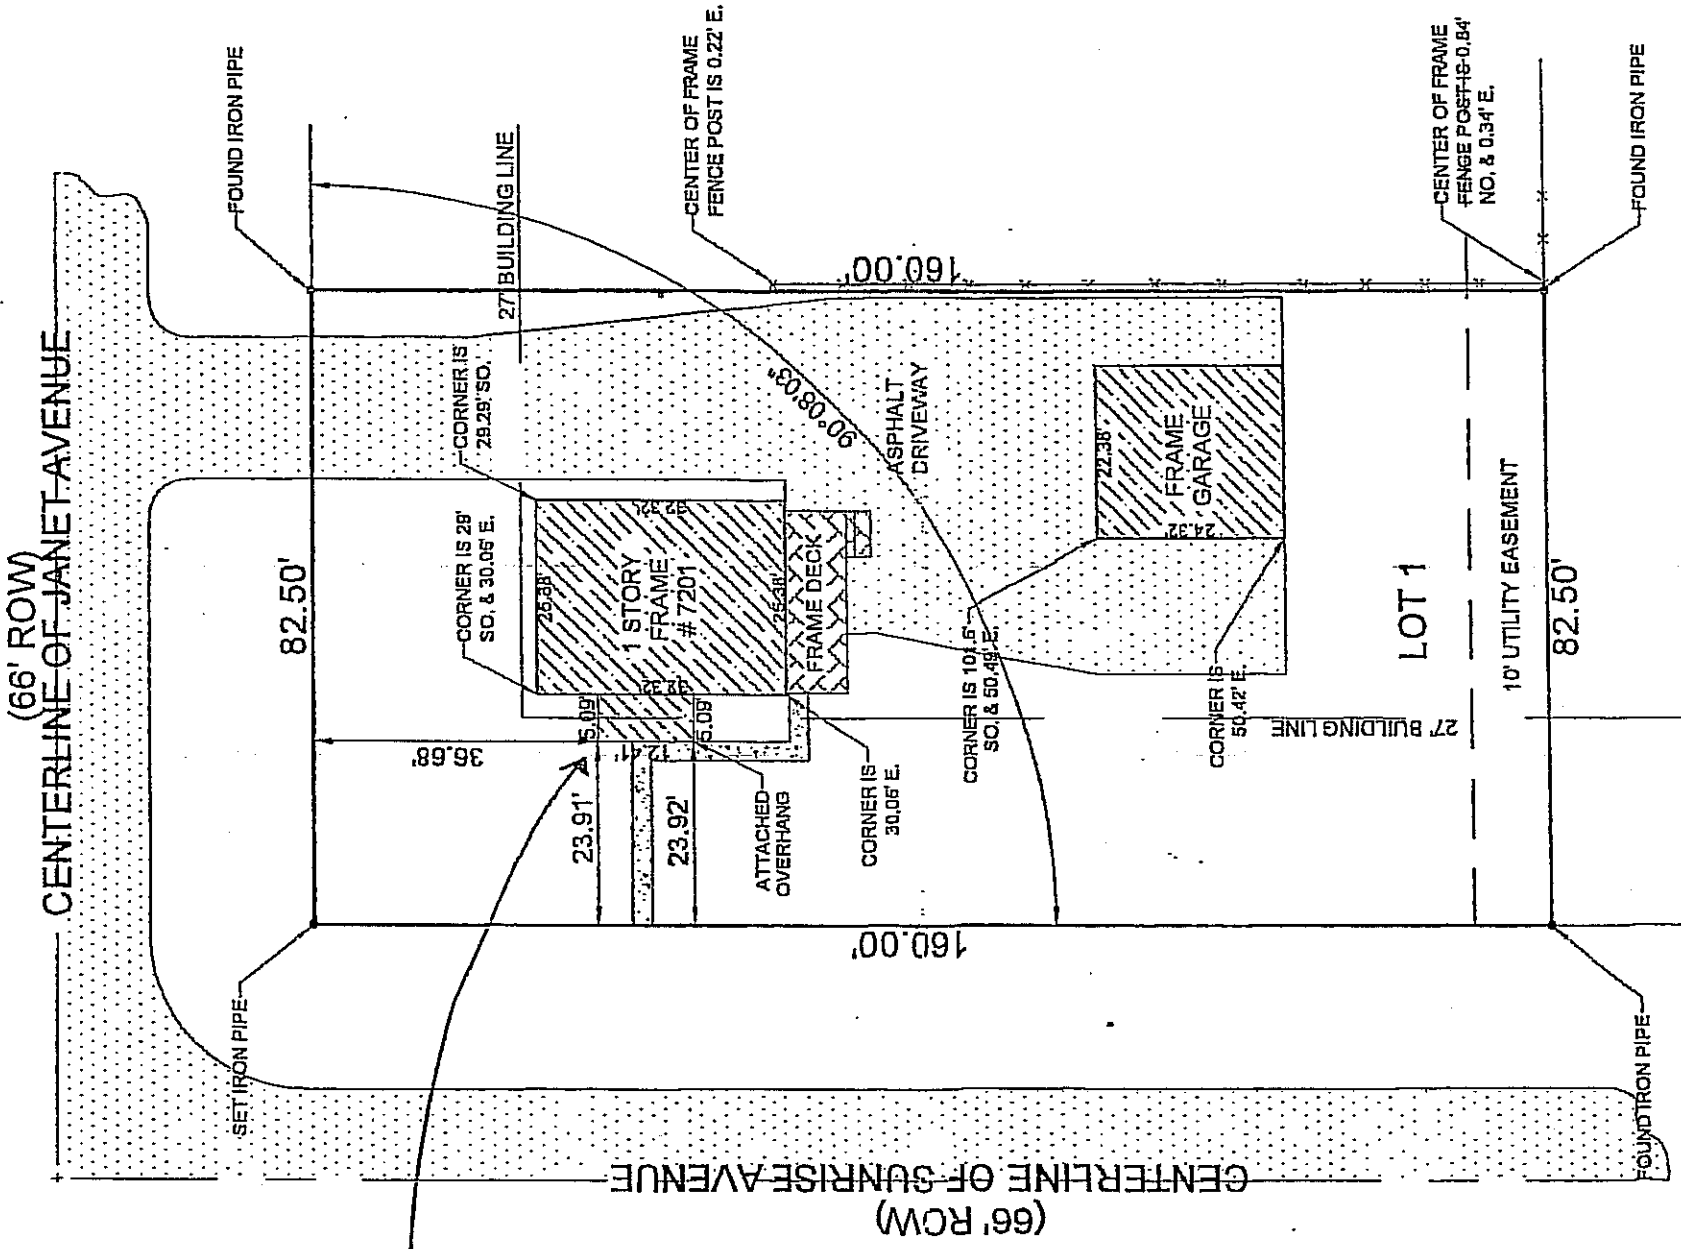 (66' ROW)
CENTERLINE OF JANET AVENUE
FOUND IRON PIPE
82.50'
27' BUILDING LINE
CENTER OF FRAME
FENCE POST IS 0.22' E.
CORNER IS
29.29' SO.
CORNER IS 29'
SO. & 30.06' E.
160.00'
90°08'03"
25.38'
32.32'
1 STORY
FRAME
# 7201
32.32'
25.38'
FRAME DECK
ASPHALT
DRIVEWAY
36.68'
5.09'
5.09'
12.41'
23.91'
23.92'
ATTACHED
OVERHANG
CORNER IS
30.06' E.
22.38'
FRAME
GARAGE
24.32'
CORNER IS 101.6'
SO. & 50.49' E.
CORNER IS
50.42' E.
27' BUILDING LINE
LOT 1
10' UTILITY EASEMENT
82.50'
CENTER OF FRAME
FENCE POST IS 0.84'
NO. & 0.34' E.
FOUND IRON PIPE
160.00'
SET IRON PIPE
FOUND IRON PIPE
CENTERLINE OF SUNRISE AVENUE
(66' ROW)